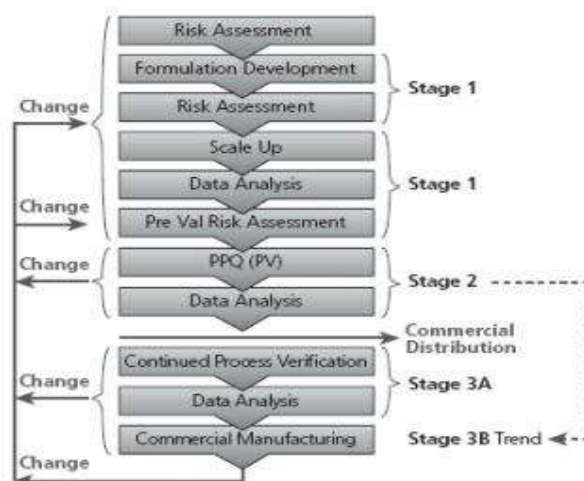 Risk Assessment
Formulation Development
Stage 1
Change
Risk Assessment
Scale Up
Stage 1
Data Analysis
Change
Pre Val Risk Assessment
Change
PPQ (PV)
Stage 2
Data Analysis
Commercial
Distribution
Continued Process Verification
Change
Stage 3A
Data Analysis
Commercial Manufacturing
Stage 3B Trend
Change